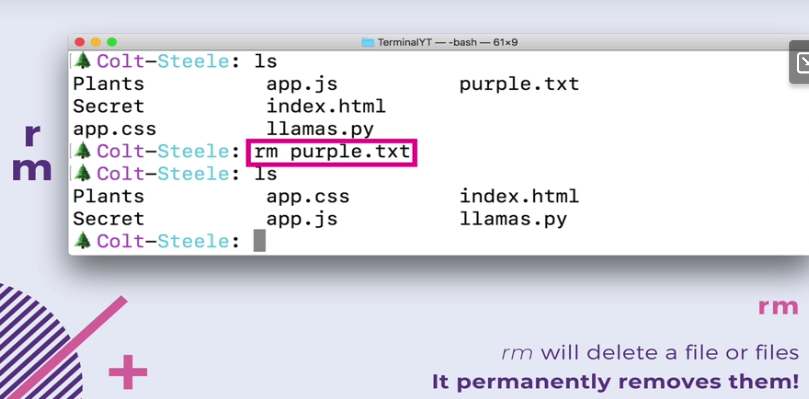 TerminalYT — -bash — 61×9
🌲Colt-Steele: ls
Plants app.js purple.txt
Secret index.html
app.css llamas.py
🌲Colt-Steele: rm purple.txt
🌲Colt-Steele: ls
Plants app.css index.html
Secret app.js llamas.py
🌲Colt-Steele:
r
m
rm
rm will delete a file or files
It permanently removes them!